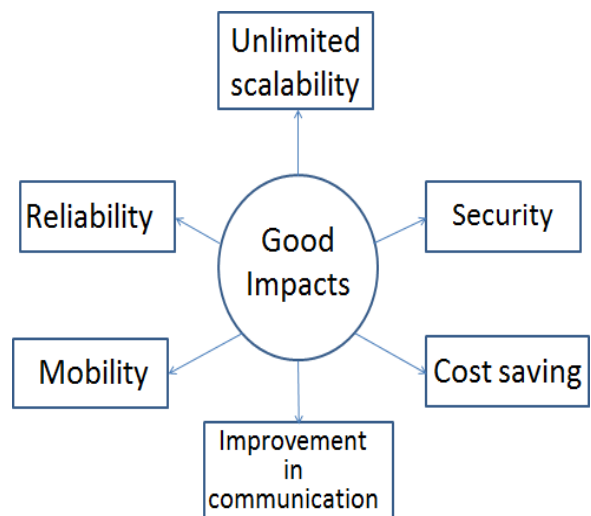 Unlimited
scalability
Reliability
Good
Impacts
Security
Mobility
Cost saving
Improvement
in
communication